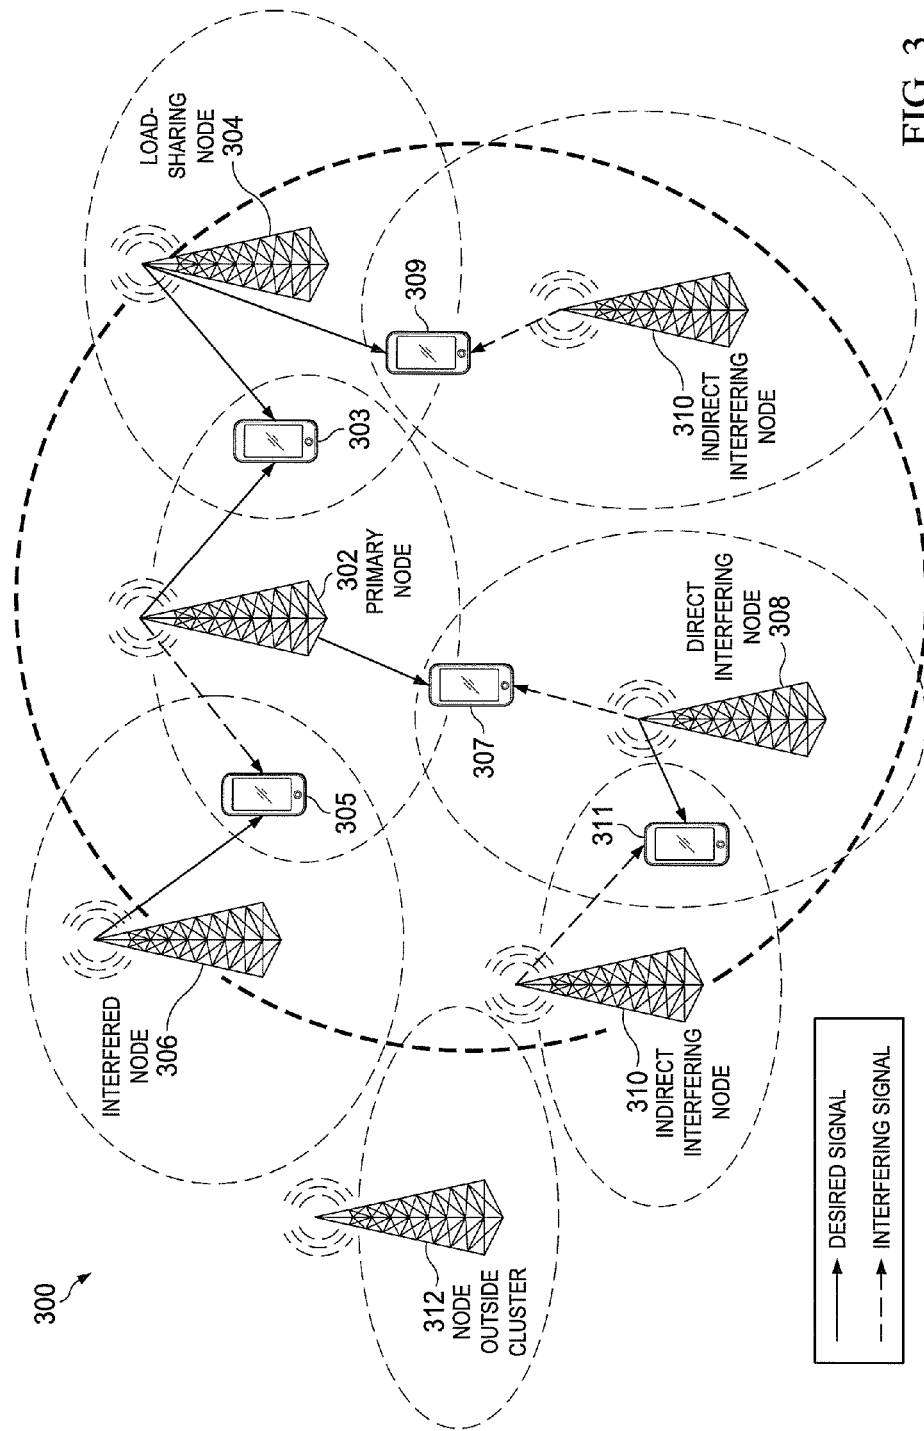 300
INTERFERED
NODE
306
LOAD-
SHARING
NODE
304
305
303
302
PRIMARY
NODE
309
307
312
NODE
OUTSIDE
CLUSTER
310
INDIRECT
INTERFERING
NODE
311
DIRECT
INTERFERING
NODE
308
310
INDIRECT
INTERFERING
NODE
DESIRED SIGNAL
INTERFERING SIGNAL
FIG. 3